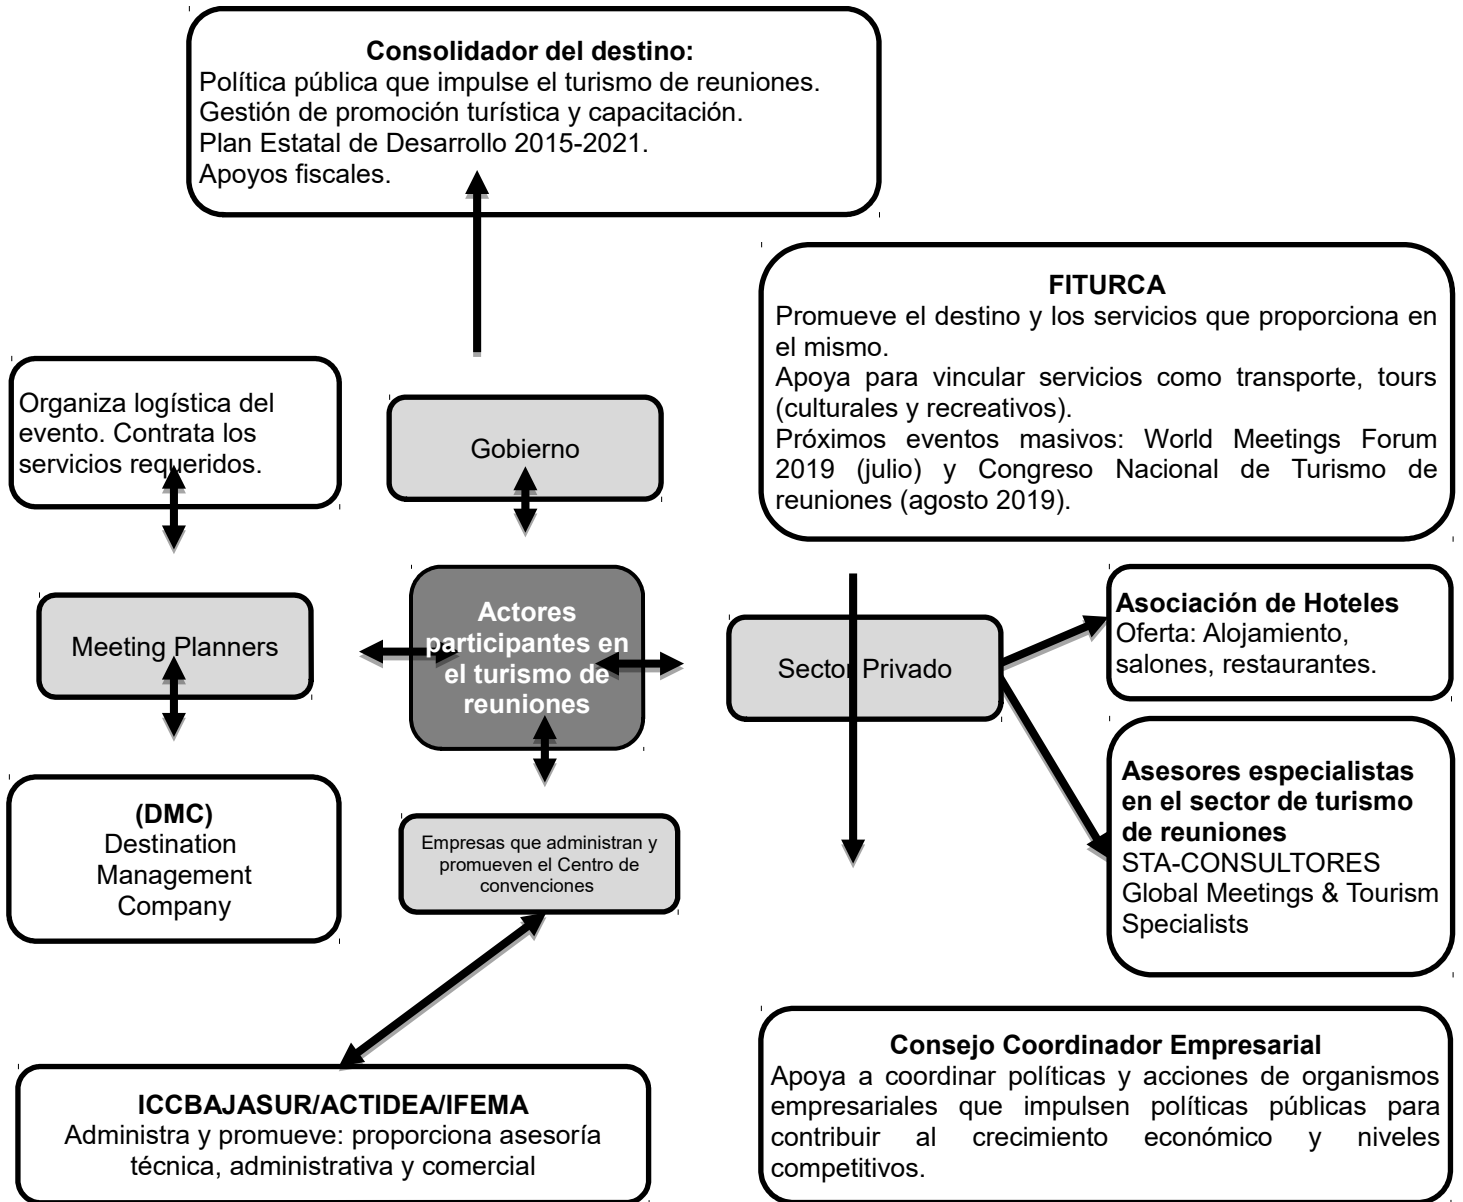 Consolidador del destino:
Política pública que impulse el turismo de reuniones.
Gestión de promoción turística y capacitación.
Plan Estatal de Desarrollo 2015-2021.
Apoyos fiscales.
FITURCA
Promueve el destino y los servicios que proporciona en
el mismo.
Apoya para vincular servicios como transporte, tours
(culturales y recreativos).
Próximos eventos masivos: World Meetings Forum
2019 (julio) y Congreso Nacional de Turismo de
reuniones (agosto 2019).
Organiza logística del
evento. Contrata los
servicios requeridos.
Gobierno
Meeting Planners
Actores
participantes en
el turismo de
reuniones
Sector Privado
Asociación de Hoteles
Oferta: Alojamiento,
salones, restaurantes.
Asesores especialistas
en el sector de turismo
de reuniones
STA-CONSULTORES
Global Meetings & Tourism
Specialists
(DMC)
Destination
Management
Company
Empresas que administran y
promueven el Centro de
convenciones
ICCBAJASUR/ACTIDEA/IFEMA
Administra y promueve: proporciona asesoría
técnica, administrativa y comercial
Consejo Coordinador Empresarial
Apoya a coordinar políticas y acciones de organismos
empresariales que impulsen políticas públicas para
contribuir al crecimiento económico y niveles
competitivos.